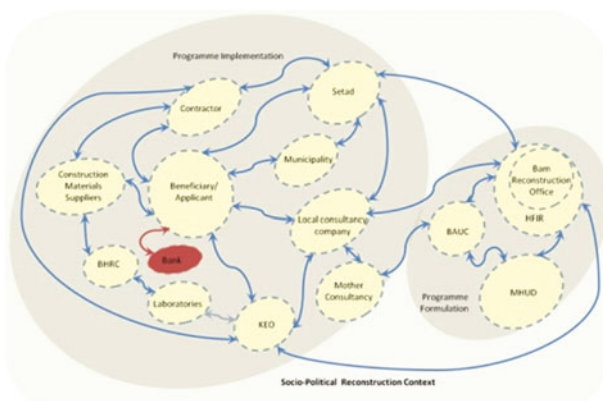 Programme Implementation
Contractor
Setad
Municipality
Construction
Materials
Suppliers
Beneficiary/
Applicant
Local consultancy
company
Bam
Reconstruction
Office
HFIR
BAUC
BHRC
Bank
Mother
Consultancy
MHUD
Laboratories
KEO
Programme
Formulation
Socio-Political Reconstruction Context